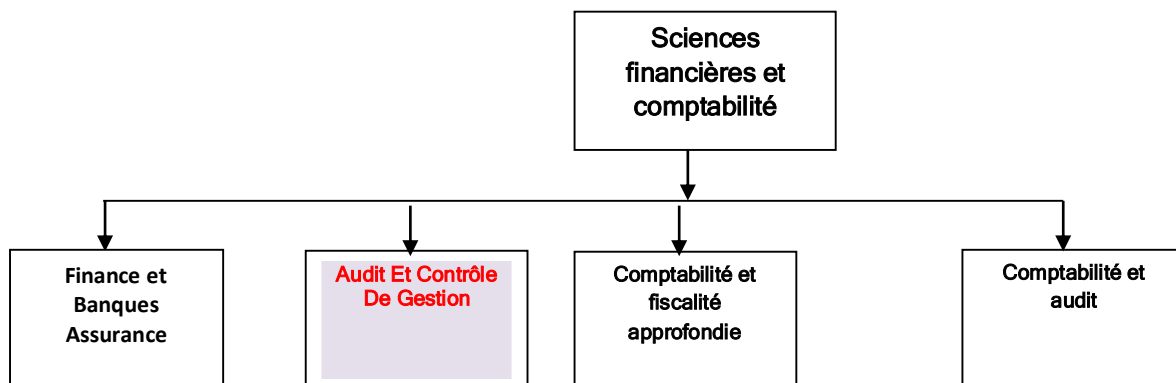 Sciences
financières et
comptabilité
Finance et
Banques
Assurance
Audit Et Contrôle
De Gestion
Comptabilité et
fiscalité
approfondie
Comptabilité et
audit